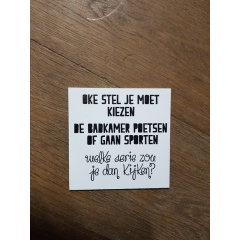 OKE STEL JE MOET
KIEZEN
DE BADKAMER POETSEN
OF GAAN SPORTEN
welke serie zou
je dan kijken?